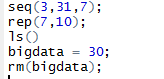 seq(3,31,7);
rep(7,10);
ls()
bigdata = 30;
rm(bigdata);